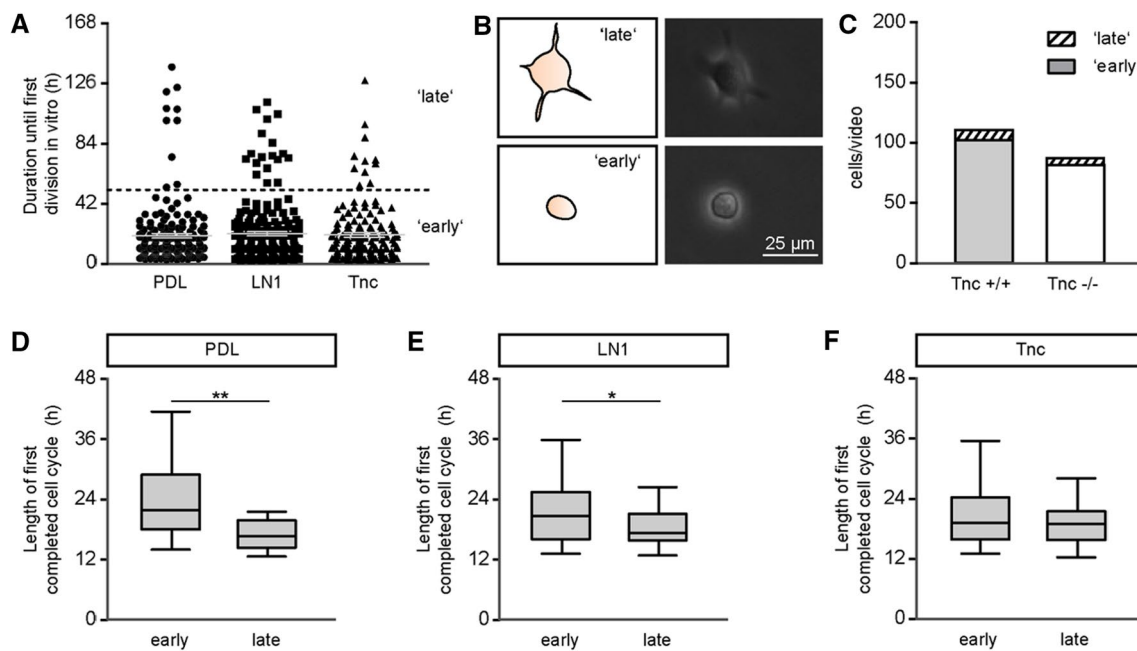 A
168
126
84
42
0
Duration until first
division in vitro (h)
'late'
'early'
PDL
LN1
Tnc
B
'late'
'early'
25 µm
C
200
150
100
50
0
cells/video
'late'
'early
Tnc +/+
Tnc -/-
D
PDL
48
36
24
12
0
Length of first
completed cell cycle (h)
**
early
late
E
LN1
48
36
24
12
0
Length of first
completed cell cycle (h)
*
early
late
F
Tnc
48
36
24
12
0
Length of first
completed cell cycle (h)
early
late